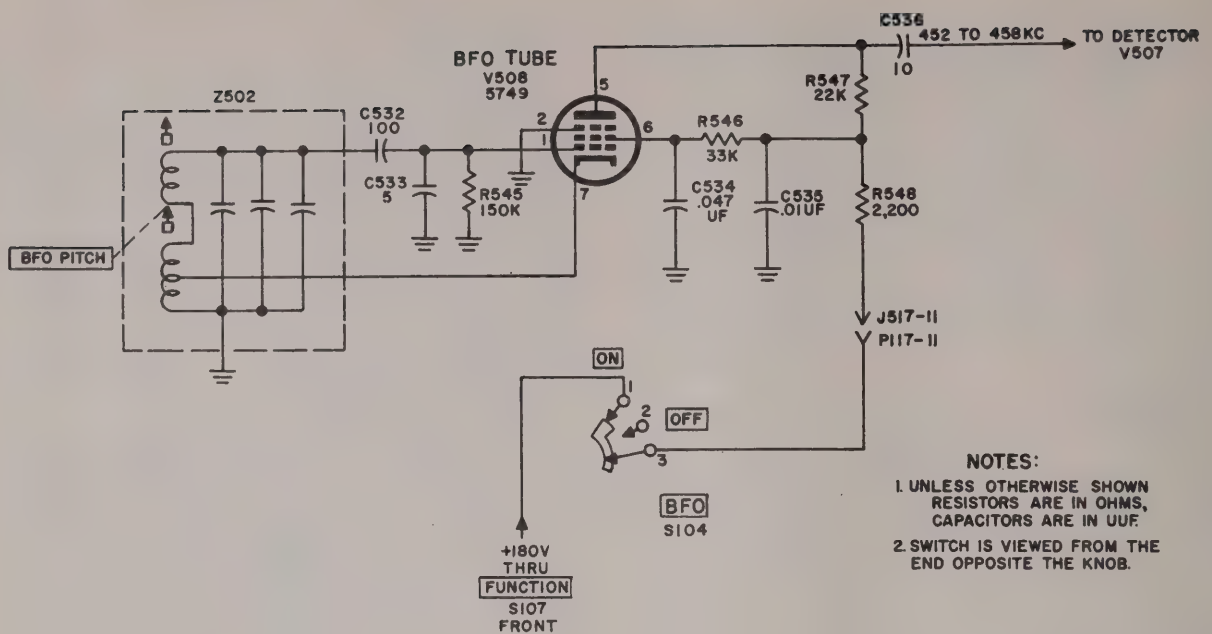 C536
452 TO 458KC
10
TO DETECTOR
V507
BFO TUBE
V508
5749
5
R547
22K
Z502
C532
100
2
1
6
R546
33K
7
C533
5
R545
150K
C534
.047
UF
C535
.01UF
R548
2,200
BFO PITCH
J517-11
P117-11
ON
1
2
OFF
3
BFO
S104
+180V
THRU
FUNCTION
S107
FRONT
NOTES:
1. UNLESS OTHERWISE SHOWN
RESISTORS ARE IN OHMS,
CAPACITORS ARE IN UUF.
2. SWITCH IS VIEWED FROM THE
END OPPOSITE THE KNOB.